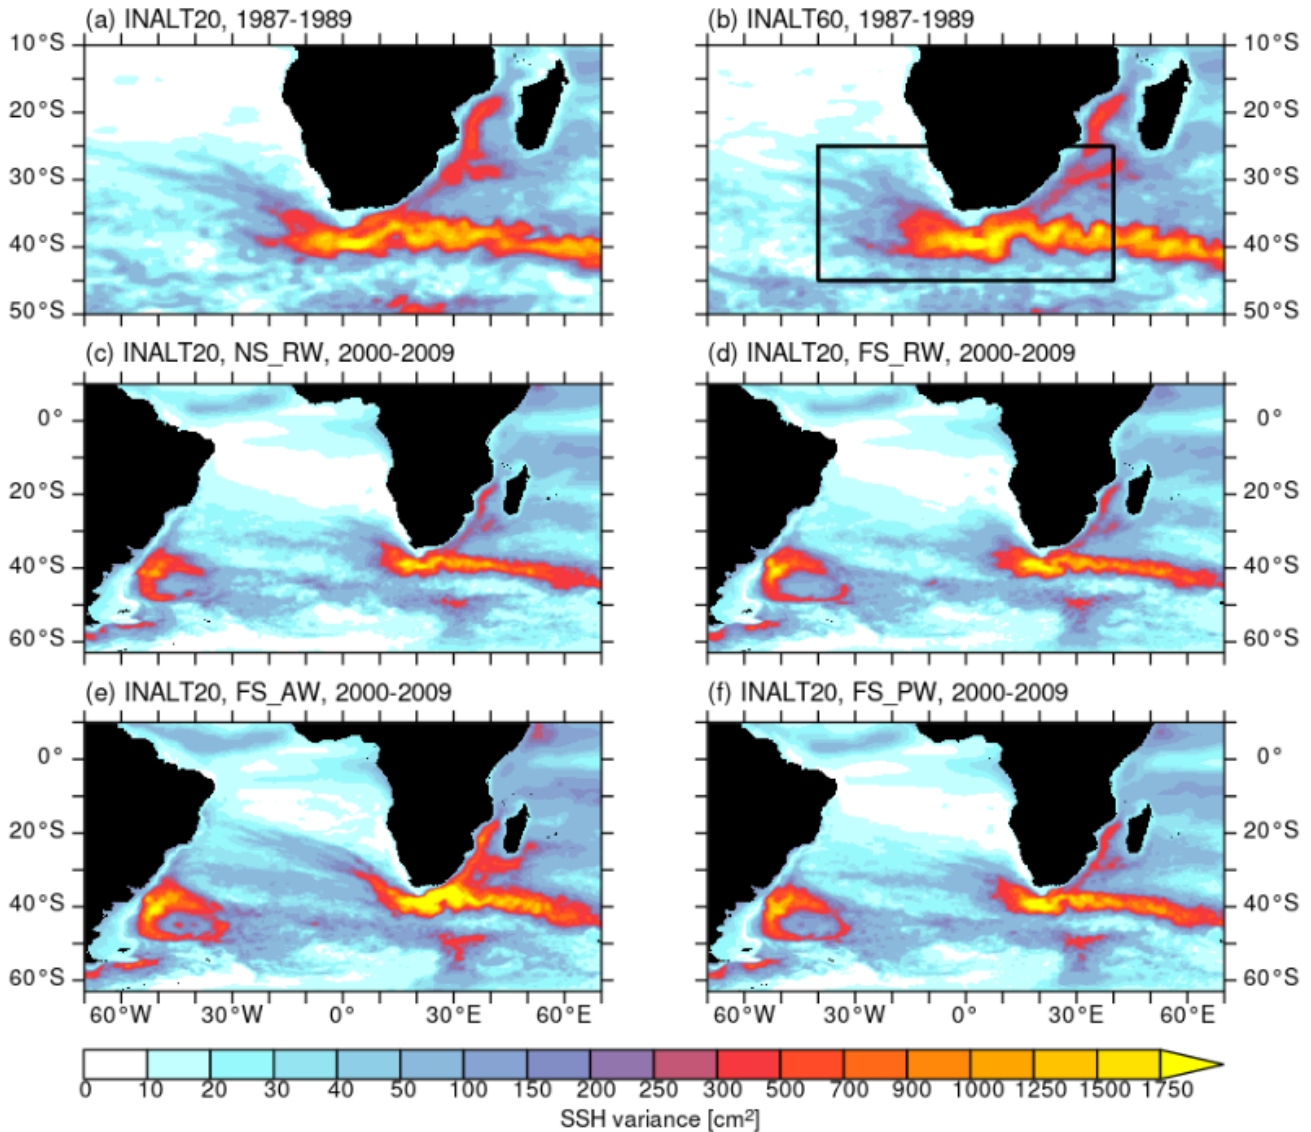 (a) INALT20, 1987-1989
(b) INALT60, 1987-1989
10°S
20°S
30°S
40°S
50°S
10°S
20°S
30°S
40°S
50°S
(c) INALT20, NS_RW, 2000-2009
(d) INALT20, FS_RW, 2000-2009
0°
20°S
40°S
60°S
0°
20°S
40°S
60°S
(e) INALT20, FS_AW, 2000-2009
(f) INALT20, FS_PW, 2000-2009
0°
20°S
40°S
60°S
0°
20°S
40°S
60°S
60°W 30°W 0° 30°E 60°E
60°W 30°W 0° 30°E 60°E
0 10 20 30 40 50 100 150 200 250 300 500 700 900 1000 1250 1500 1750
SSH variance [cm²]